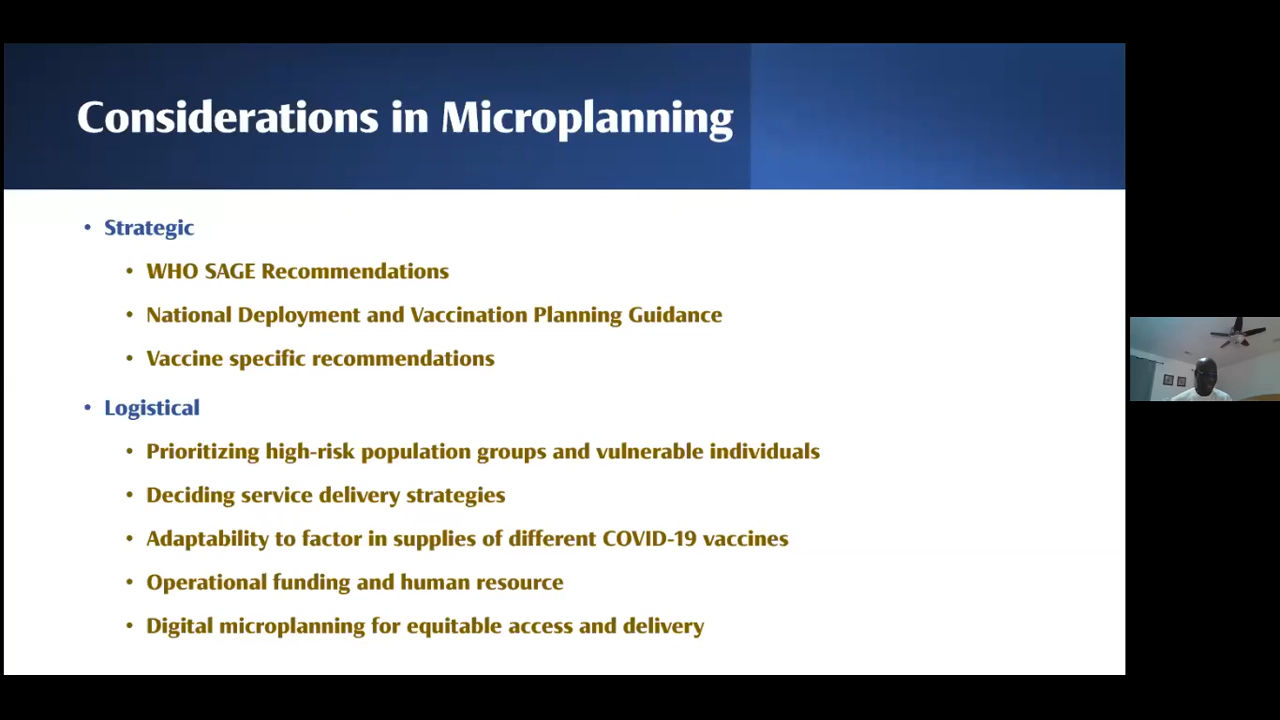 Considerations in Microplanning
• Strategic
• WHO SAGE Recommendations
• National Deployment and Vaccination Planning Guidance
• Vaccine specific recommendations
• Logistical
• Prioritizing high-risk population groups and vulnerable individuals
• Deciding service delivery strategies
• Adaptability to factor in supplies of different COVID-19 vaccines
• Operational funding and human resource
• Digital microplanning for equitable access and delivery